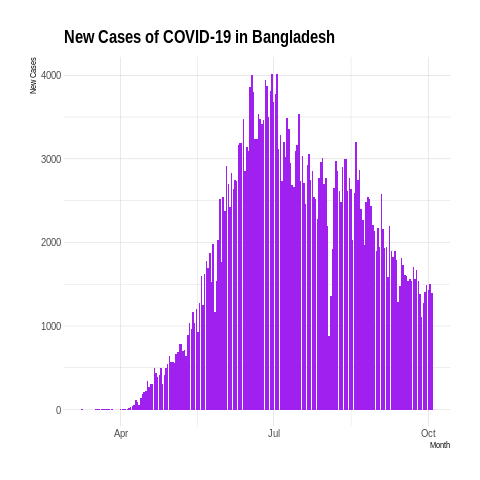 New Cases of COVID-19 in Bangladesh
New Cases
4000
3000
2000
1000
0
Apr
Jul
Oct
Month